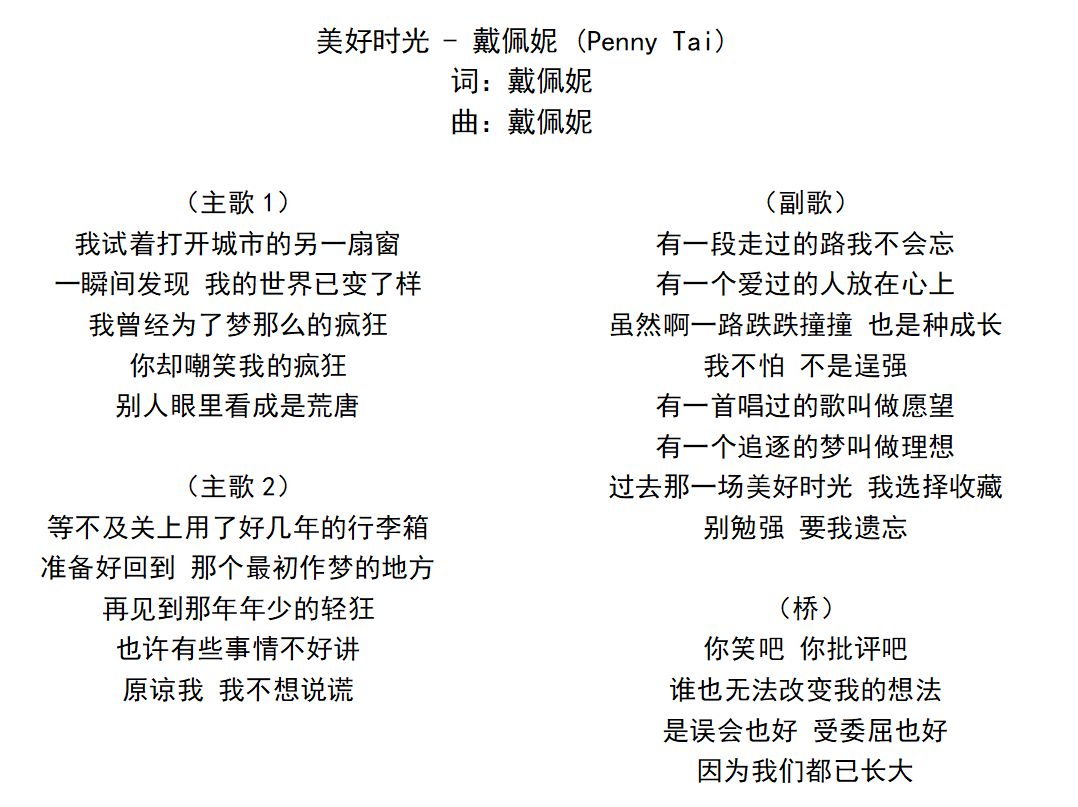 美好时光 - 戴佩妮 (Penny Tai)
词：戴佩妮
曲：戴佩妮
（主歌1）
我试着打开城市的另一扇窗
一瞬间发现 我的世界已变了样
我曾经为了梦那么的疯狂
你却嘲笑我的疯狂
别人眼里看成是荒唐
（主歌2）
等不及关上用了好几年的行李箱
准备好回到 那个最初作梦的地方
再见到那年年少的轻狂
也许有些事情不好讲
原谅我 我不想说谎
（副歌）
有一段走过的路我不会忘
有一个爱过的人放在心上
虽然啊一路跌跌撞撞 也是种成长
我不怕 不是逞强
有一首唱过的歌叫做愿望
有一个追逐的梦叫做理想
过去那一场美好时光 我选择收藏
别勉强 要我遗忘
（桥）
你笑吧 你批评吧
谁也无法改变我的想法
是误会也好 受委屈也好
因为我们都已长大